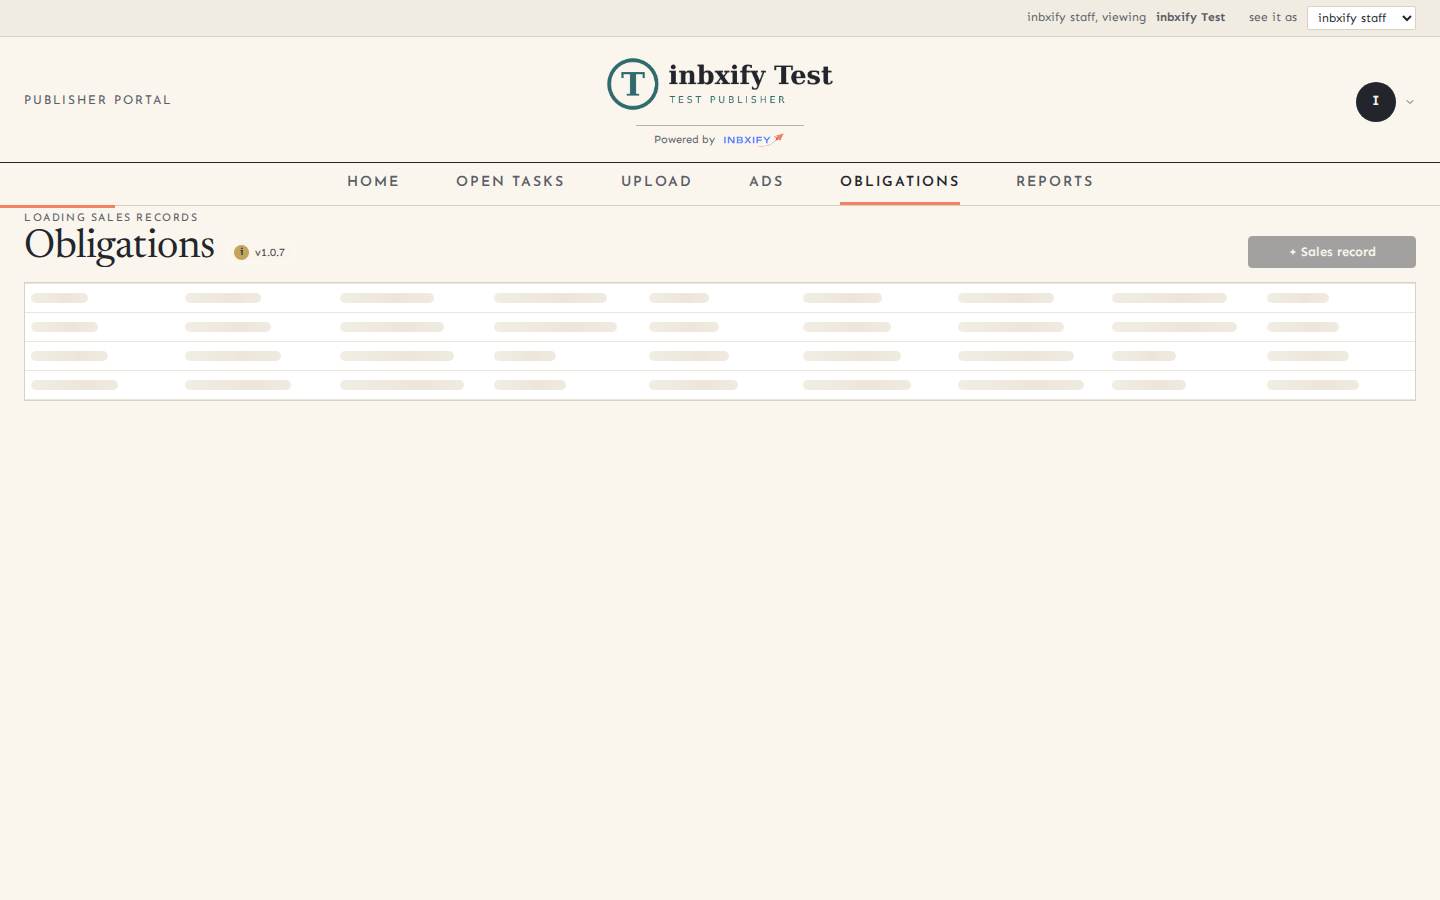 inbxify staff, viewing inbxify Test see it as inbxify staff
PUBLISHER PORTAL
T
inbxify Test
TEST PUBLISHER
Powered by INBXIFY
I
HOME OPEN TASKS UPLOAD ADS OBLIGATIONS REPORTS
LOADING SALES RECORDS
Obligations
i v1.0.7
+ Sales record